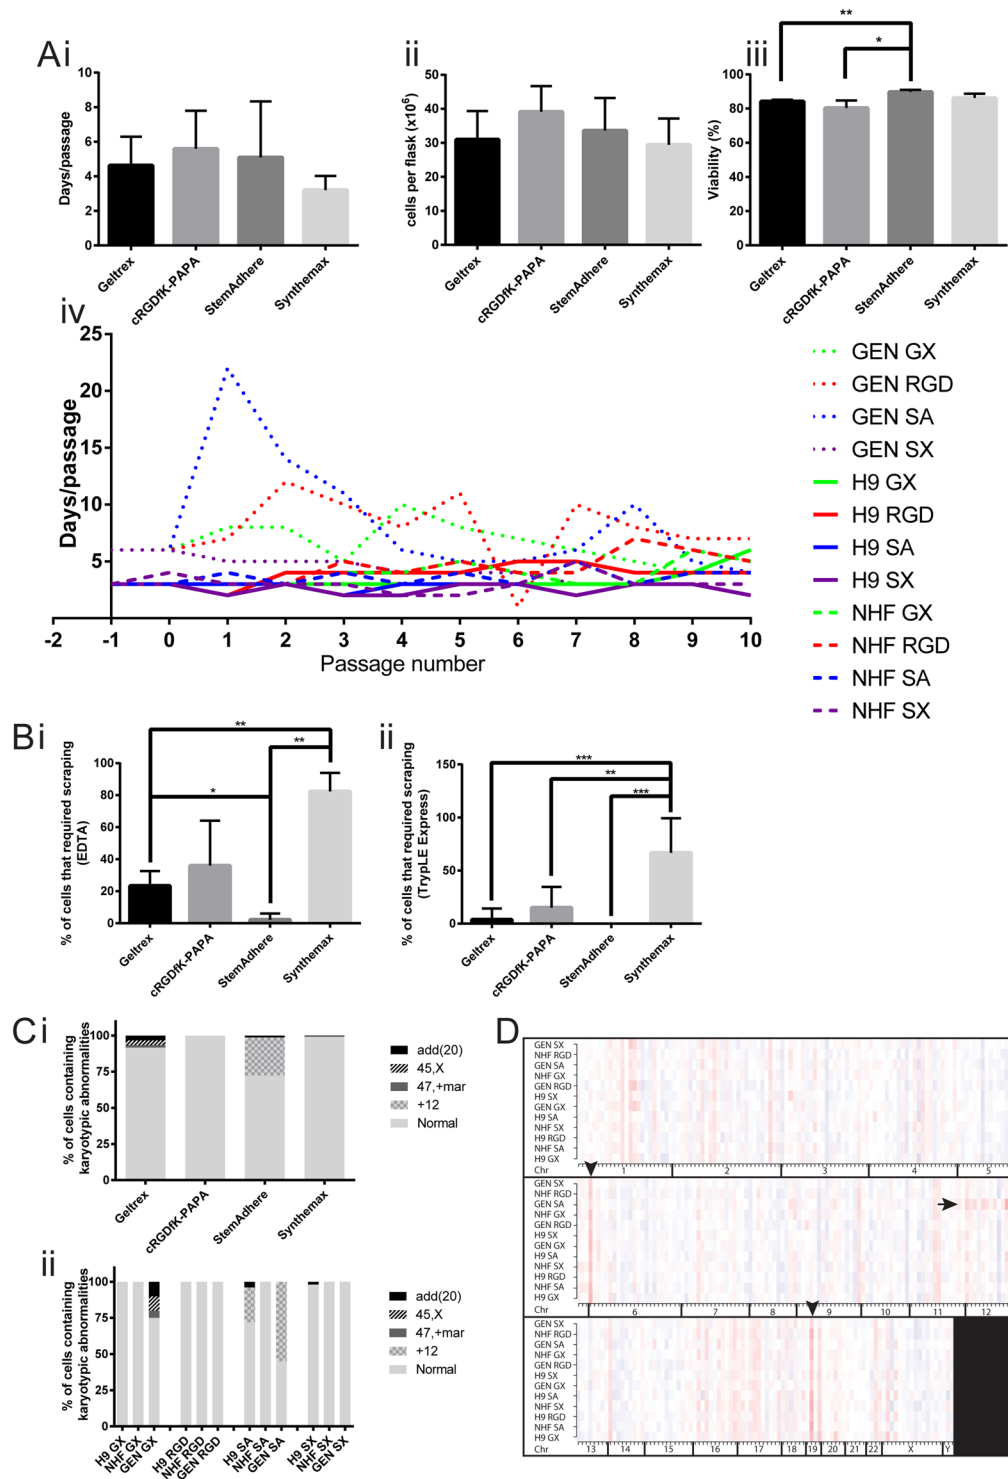 Ai
Days/passage
10
8
6
4
2
0
Geltrex
cRGDfK-PAPA
StemAdhere
Synthemax
ii
cells per flask (x10⁶)
50
40
30
20
10
0
Geltrex
cRGDfK-PAPA
StemAdhere
Synthemax
iii
**
*
Viability (%)
100
80
60
40
20
0
Geltrex
cRGDfK-PAPA
StemAdhere
Synthemax
iv
Days/passage
25
20
15
10
5
-2 -1 0 1 2 3 4 5 6 7 8 9 10
Passage number
GEN GX
GEN RGD
GEN SA
GEN SX
H9 GX
H9 RGD
H9 SA
H9 SX
NHF GX
NHF RGD
NHF SA
NHF SX
Bi
**
**
*
% of cells that required scraping
(EDTA)
100
80
60
40
20
0
Geltrex
cRGDfK-PAPA
StemAdhere
Synthemax
ii
***
**
***
% of cells that required scraping
(TrypLE Express)
150
100
50
0
Geltrex
cRGDfK-PAPA
StemAdhere
Synthemax
Ci
% of cells containing
karyotypic abnormalities
100
75
50
25
0
Geltrex
cRGDfK-PAPA
StemAdhere
Synthemax
add(20)
45,X
47,+mar
+12
Normal
ii
% of cells containing
karyotypic abnormalities
100
75
50
25
0
H9 GX
NHF GX
GEN GX
H9 RGD
NHF RGD
GEN RGD
H9 SA
NHF SA
GEN SA
H9 SX
NHF SX
GEN SX
add(20)
45,X
47,+mar
+12
Normal
D
GEN SX
NHF RGD
GEN SA
NHF GX
GEN RGD
H9 SX
GEN GX
H9 SA
NHF SX
H9 RGD
NHF SA
H9 GX
Chr 1 2 3 4 5
GEN SX
NHF RGD
GEN SA
NHF GX
GEN RGD
H9 SX
GEN GX
H9 SA
NHF SX
H9 RGD
NHF SA
H9 GX
Chr 6 7 8 9 10 11 12
GEN SX
NHF RGD
GEN SA
NHF GX
GEN RGD
H9 SX
GEN GX
H9 SA
NHF SX
H9 RGD
NHF SA
H9 GX
Chr 13 14 15 16 17 18 19 20 21 22 X Y